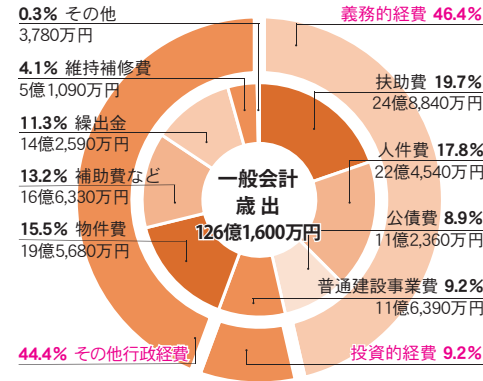 0.3% その他
3,780万円
4.1% 維持補修費
5億1,090万円
11.3% 繰出金
14億2,590万円
13.2% 補助費など
16億6,330万円
15.5% 物件費
19億5,680万円
44.4% その他行政経費
一般会計
歳出
126億1,600万円
義務的経費 46.4%
扶助費 19.7%
24億8,840万円
人件費 17.8%
22億4,540万円
公債費 8.9%
11億2,360万円
普通建設事業費 9.2%
11億6,390万円
投資的経費 9.2%